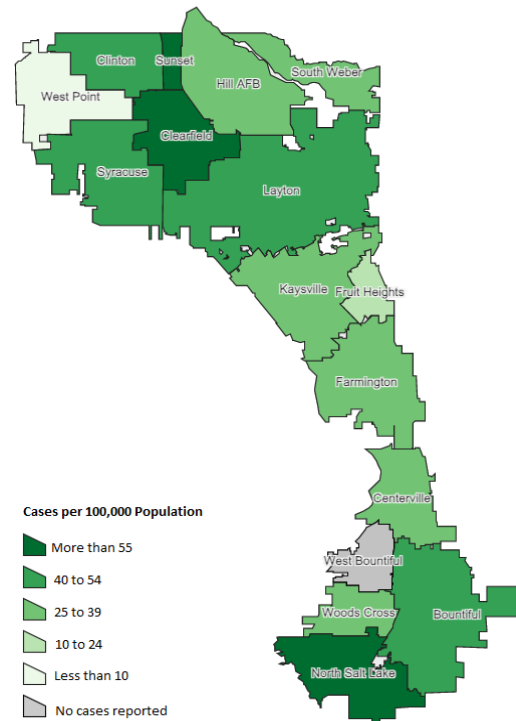 Clinton
Sunset
Hill AFB
South Weber
West Point
Clearfield
Syracuse
Layton
Kaysville
Fruit Heights
Farmington
Centerville
West Bountiful
Woods Cross
Bountiful
North Salt Lake
Cases per 100,000 Population
More than 55
40 to 54
25 to 39
10 to 24
Less than 10
No cases reported